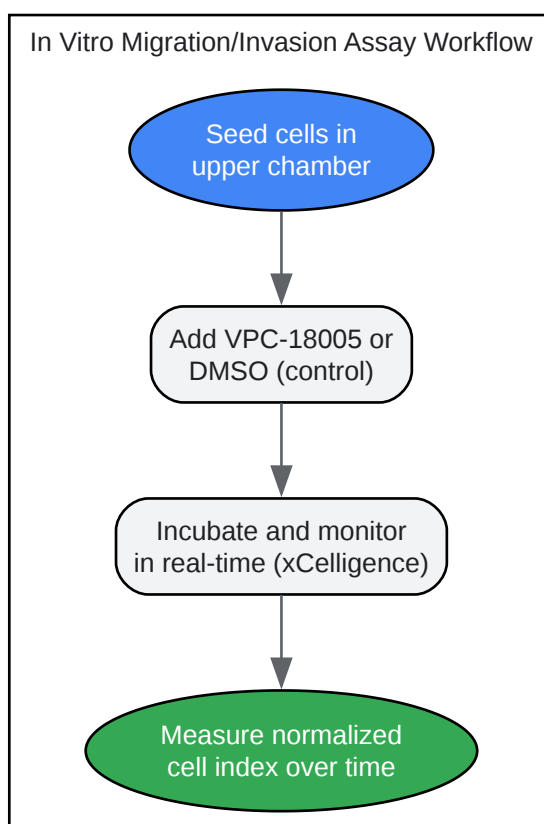 In Vitro Migration/Invasion Assay Workflow
Seed cells in
upper chamber
Add VPC-18005 or
DMSO (control)
Incubate and monitor
in real-time (xCelligence)
Measure normalized
cell index over time